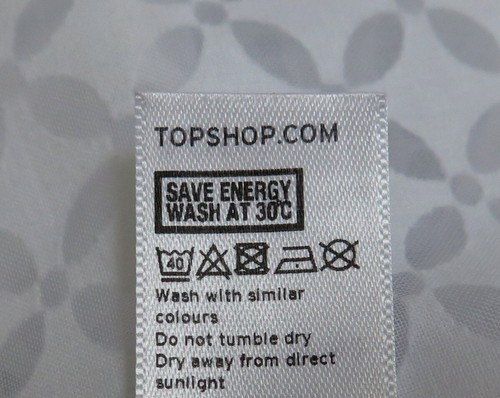 TOPSHOP.COM
SAVE ENERGY
WASH AT 30°C
40
Wash with similar
colours
Do not tumble dry
Dry away from direct
sunlight